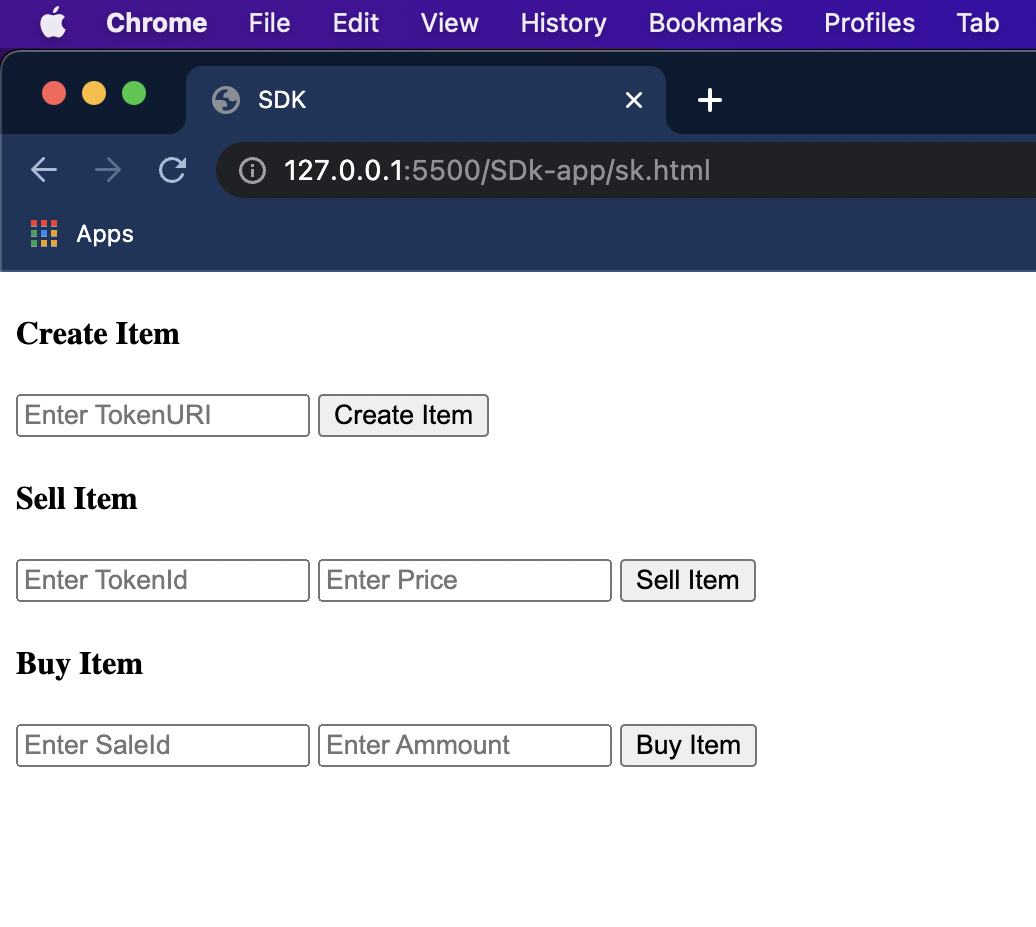 Chrome File Edit View History Bookmarks Profiles Tab
SDK
127.0.0.1:5500/SDk-app/sk.html
Apps
Create Item
Enter TokenURI Create Item
Sell Item
Enter TokenId Enter Price Sell Item
Buy Item
Enter SaleId Enter Ammount Buy Item